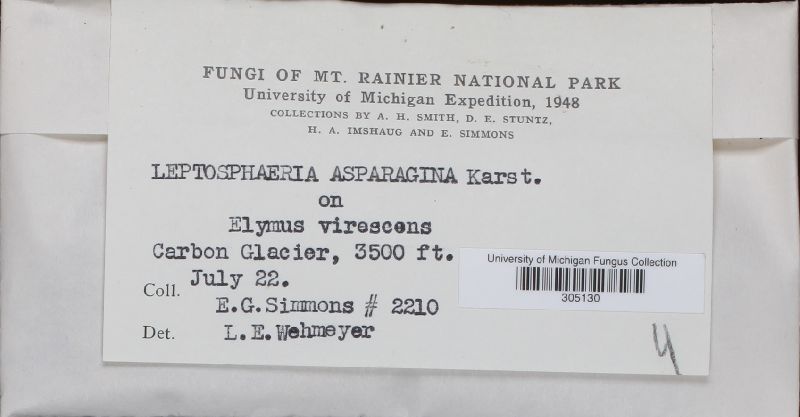 FUNGI OF MT. RAINIER NATIONAL PARK
University of Michigan Expedition, 1948
COLLECTIONS BY A. H. SMITH, D. E. STUNTZ,
H. A. IMSHAUG AND E. SIMMONS
LEPTOSPHAERIA ASPARAGINA Karst.
on
Elymus virescens
Carbon Glacier, 3500 ft.
July 22.
Coll.
E.G.Simmons # 2210
Det. L.E.Wehmeyer
University of Michigan Fungus Collection
305130
4